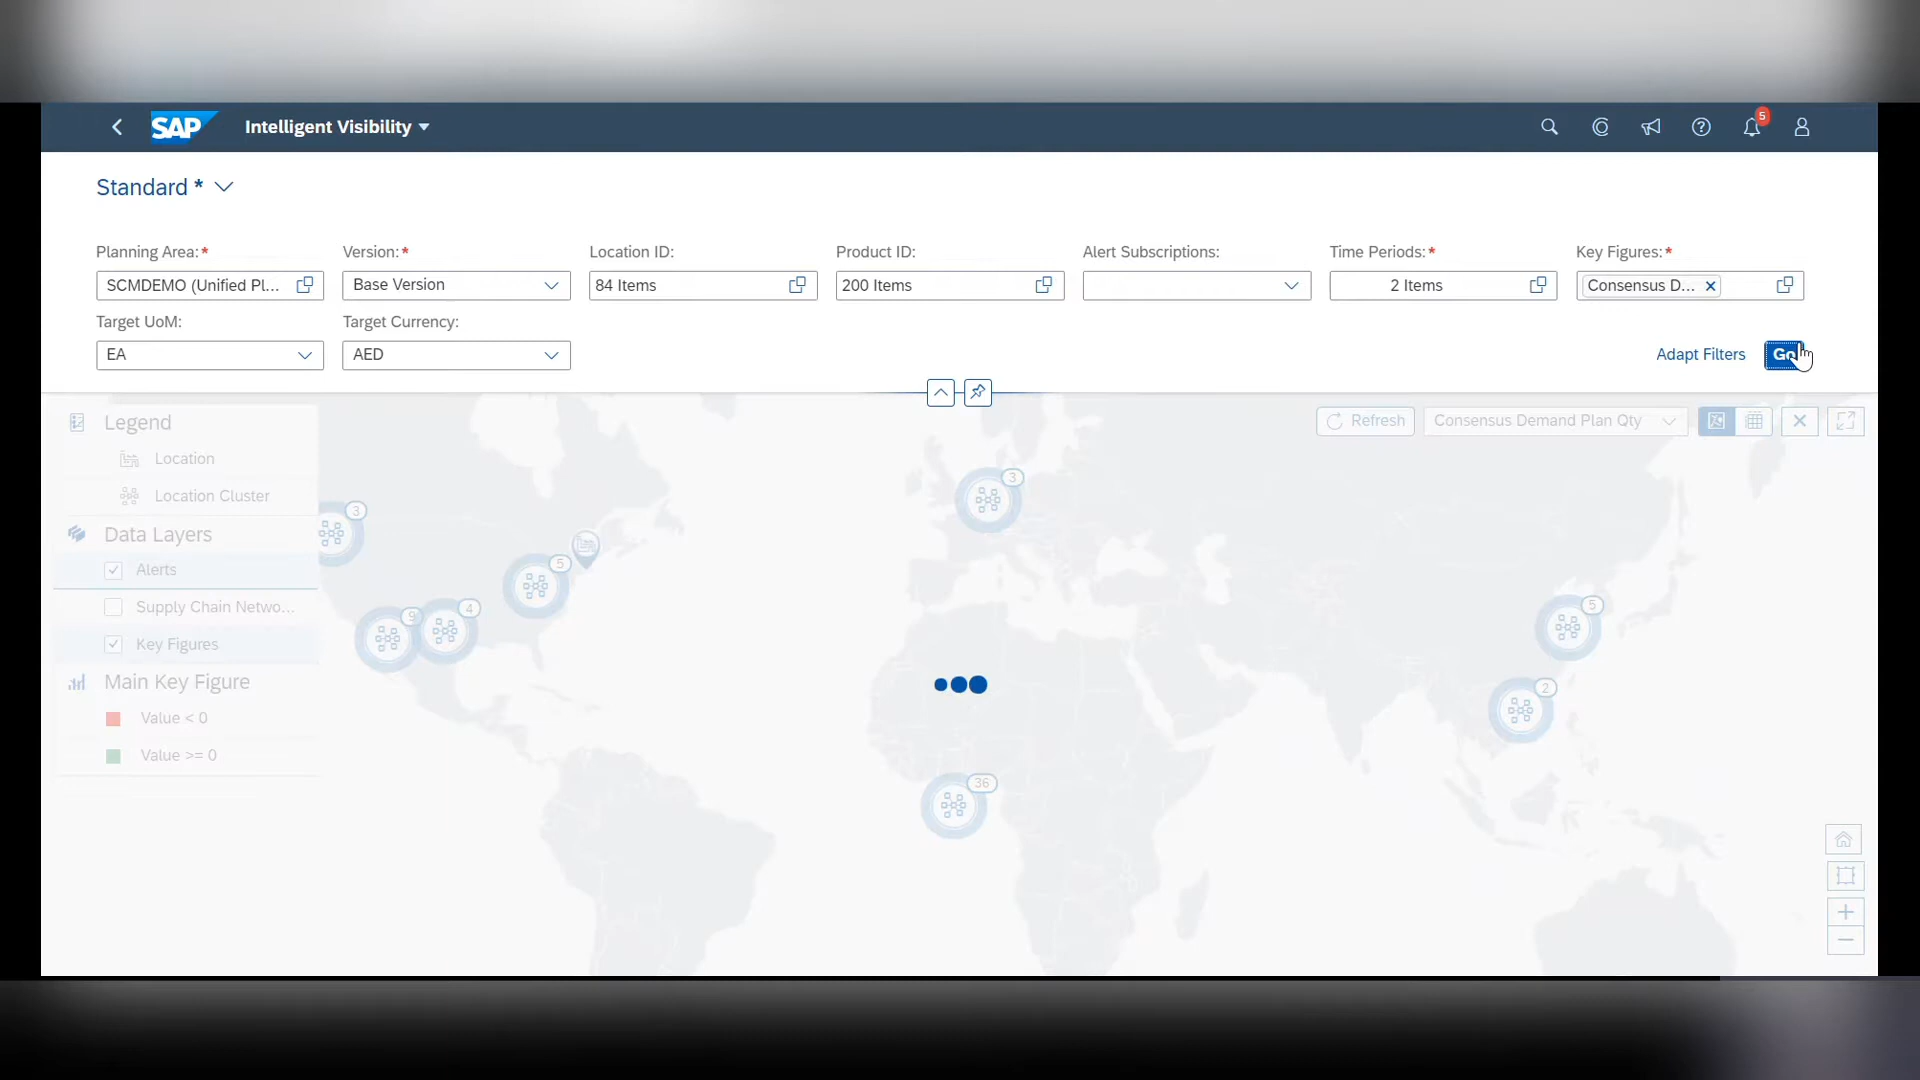 SAP Intelligent Visibility
5
Standard *
Planning Area:* Version:* Location ID: Product ID: Alert Subscriptions: Time Periods:* Key Figures:*
SCMDEMO (Unified Pl... Base Version 84 Items 200 Items 2 Items Consensus D...
Target UoM: Target Currency:
EA AED Adapt Filters Go
Legend
Refresh Consensus Demand Plan Qty
Location
Location Cluster
Data Layers
Alerts
Supply Chain Netwo...
Key Figures
Main Key Figure
Value < 0
Value >= 0
3
3
5
9
4
5
2
36